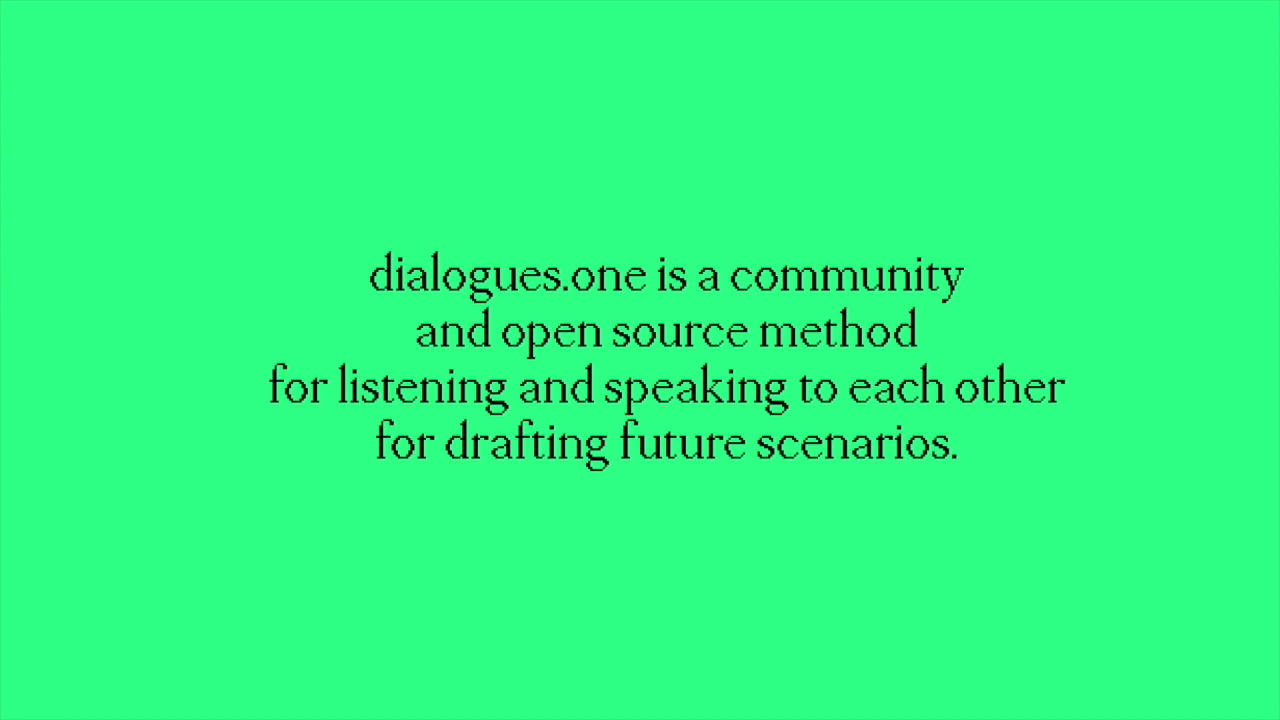 dialogues.one is a community
and open source method
for listening and speaking to each other
for drafting future scenarios.